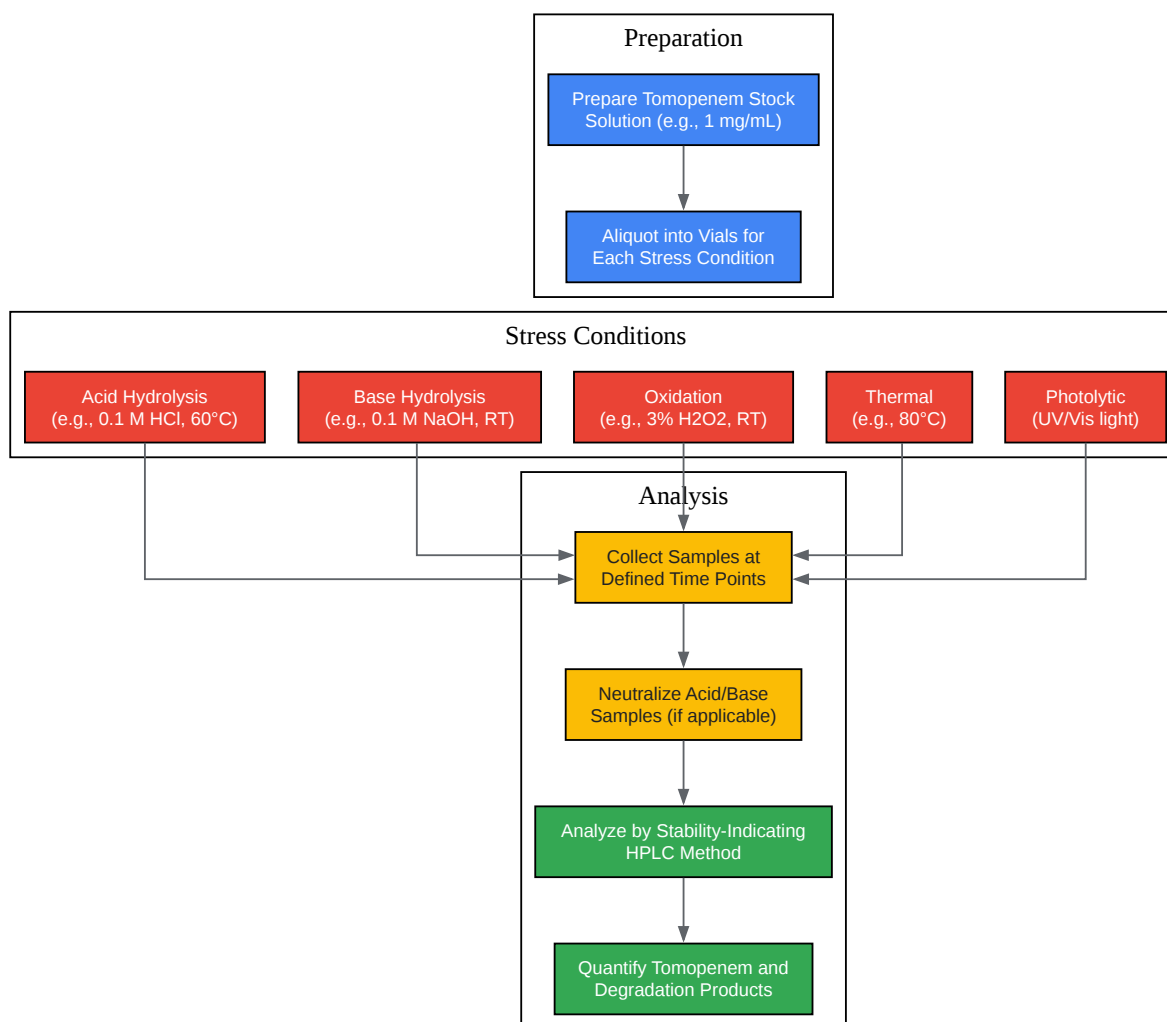 Preparation
Prepare Tomopenem Stock
Solution (e.g., 1 mg/mL)
Aliquot into Vials for
Each Stress Condition
Stress Conditions
Acid Hydrolysis
(e.g., 0.1 M HCl, 60°C)
Base Hydrolysis
(e.g., 0.1 M NaOH, RT)
Oxidation
(e.g., 3% H2O2, RT)
Thermal
(e.g., 80°C)
Photolytic
(UV/Vis light)
Analysis
Collect Samples at
Defined Time Points
Neutralize Acid/Base
Samples (if applicable)
Analyze by Stability-Indicating
HPLC Method
Quantify Tomopenem and
Degradation Products